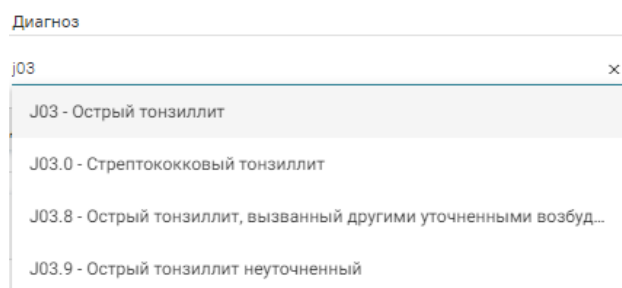 Диагноз
j03
J03 - Острый тонзиллит
J03.0 - Стрептококковый тонзиллит
J03.8 - Острый тонзиллит, вызванный другими уточненными возбуд...
J03.9 - Острый тонзиллит неуточненный